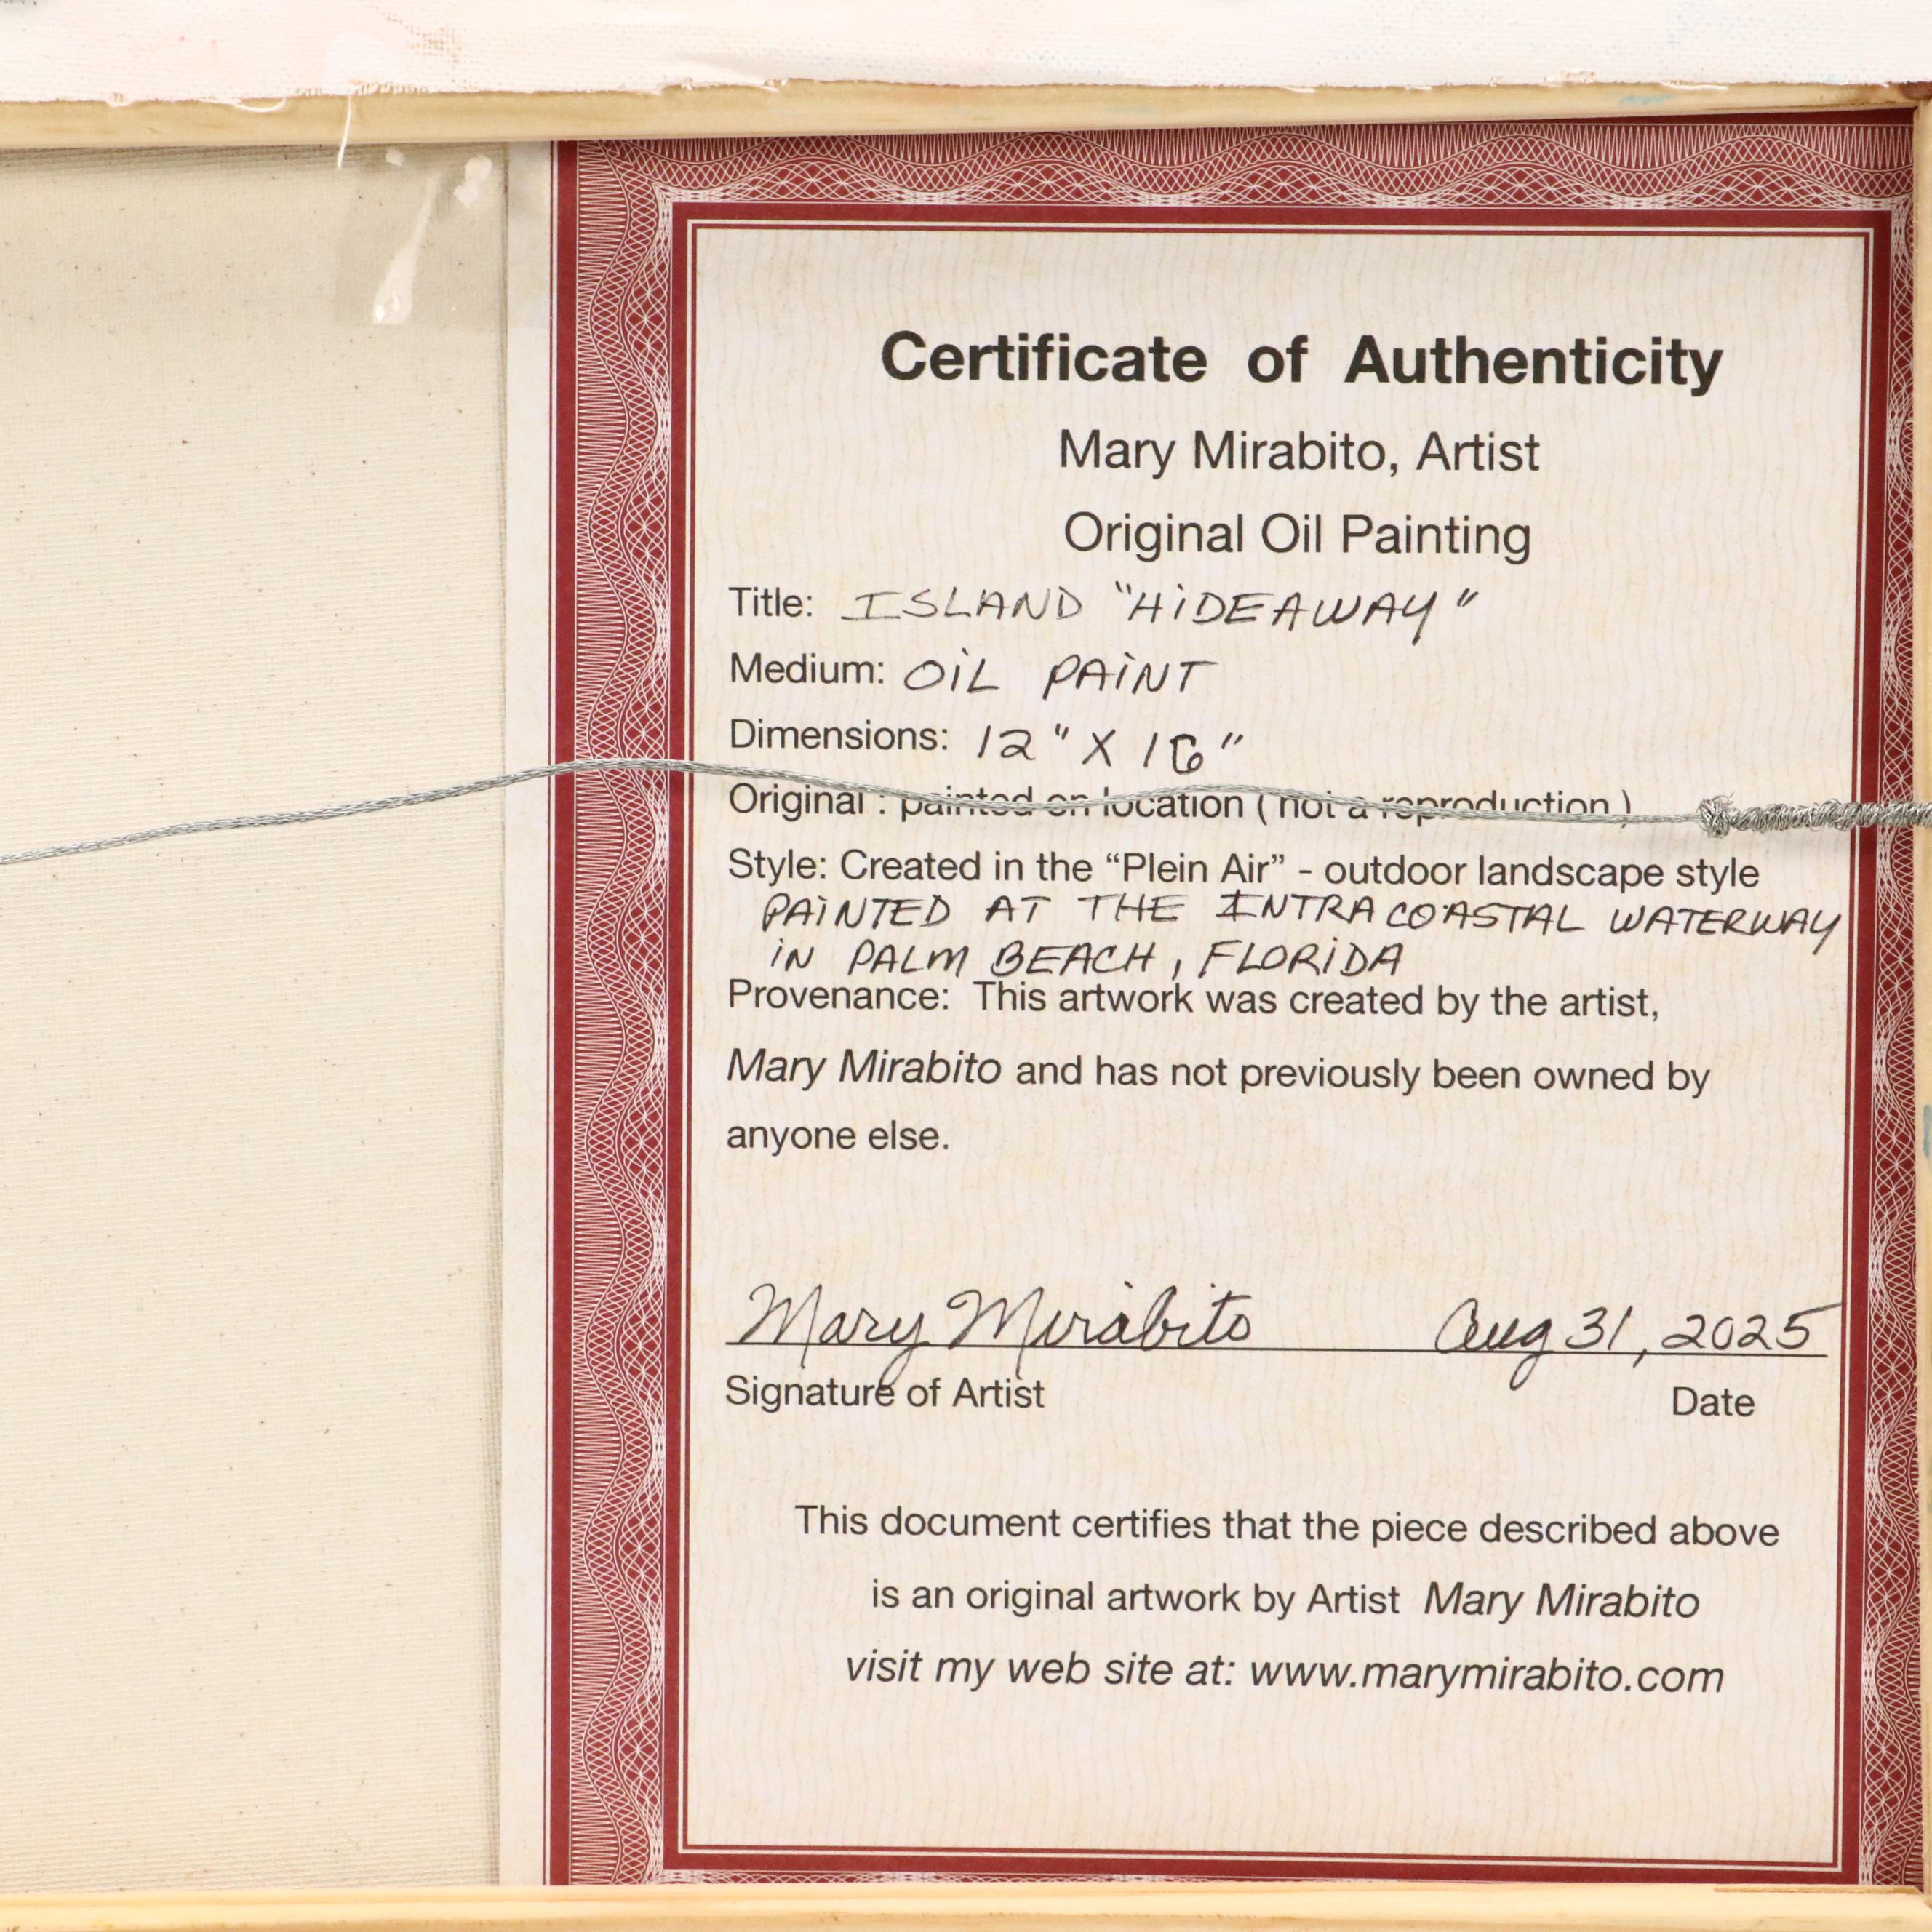 Certificate of Authenticity
Mary Mirabito, Artist
Original Oil Painting
Title: ISLAND "HiDEAWAY"
Medium: OiL PAiNT
Dimensions: 12" X 16"
Original : painted on location ( not a reproduction )
Style: Created in the “Plein Air” - outdoor landscape style
PAiNTED AT THE INTRACOASTAL WATERWAY
iN PALM BEACH, FLORiDA
Provenance: This artwork was created by the artist,
Mary Mirabito and has not previously been owned by
anyone else.
Mary Mirabito Aug 31, 2025
Signature of Artist Date
This document certifies that the piece described above
is an original artwork by Artist Mary Mirabito
visit my web site at: www.marymirabito.com